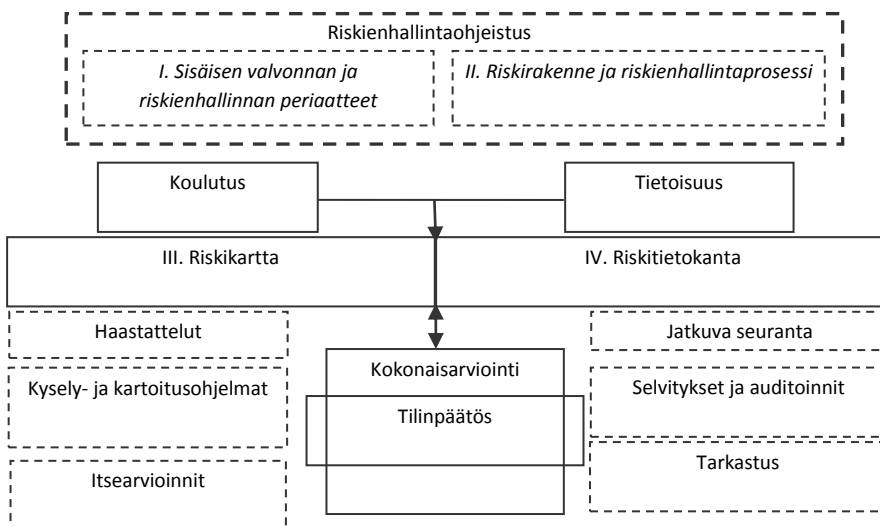 Riskienhallintaohjeistus
I. Sisäisen valvonnan ja
riskienhallinnan periaatteet
II. Riskirakenne ja riskienhallintaprosessi
Koulutus
Tietoisuus
III. Riskikartta
IV. Riskitietokanta
Haastattelut
Kysely- ja kartoitusohjelmat
Itsearvioinnit
Kokonaisarviointi
Tilinpäätös
Jatkuva seuranta
Selvitykset ja auditoinnit
Tarkastus